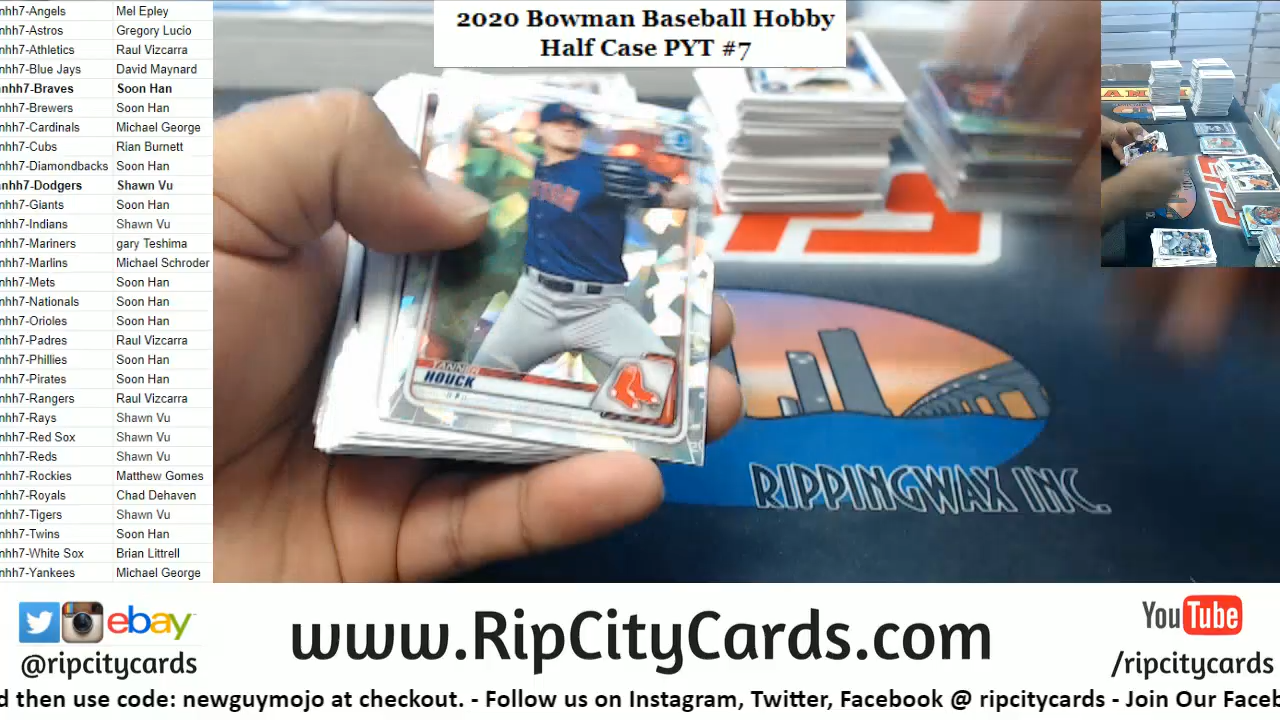 2020 Bowman Baseball Hobby
Half Case PYT #7
nhh7-Angels Mel Epley
nhh7-Astros Gregory Lucio
nhh7-Athletics Raul Vizcarra
nhh7-Blue Jays David Maynard
nhh7-Braves Soon Han
nhh7-Brewers Soon Han
nhh7-Cardinals Michael George
nhh7-Cubs Rian Burnett
nhh7-Diamondbacks Soon Han
nhh7-Dodgers Shawn Vu
nhh7-Giants Soon Han
nhh7-Indians Shawn Vu
nhh7-Mariners gary Teshima
nhh7-Marlins Michael Schroder
nhh7-Mets Soon Han
nhh7-Nationals Soon Han
nhh7-Orioles Soon Han
nhh7-Padres Raul Vizcarra
nhh7-Phillies Soon Han
nhh7-Pirates Soon Han
nhh7-Rangers Raul Vizcarra
nhh7-Rays Shawn Vu
nhh7-Red Sox Shawn Vu
nhh7-Reds Shawn Vu
nhh7-Rockies Matthew Gomes
nhh7-Royals Chad Dehaven
nhh7-Tigers Shawn Vu
nhh7-Twins Soon Han
nhh7-White Sox Brian Littrell
nhh7-Yankees Michael George
TANNER
HOUCK
RIPPINGWAX INC.
ebay
@ripcitycards
www.RipCityCards.com
YouTube
/ripcitycards
d then use code: newguymojo at checkout. - Follow us on Instagram, Twitter, Facebook @ ripcitycards - Join Our Faceb